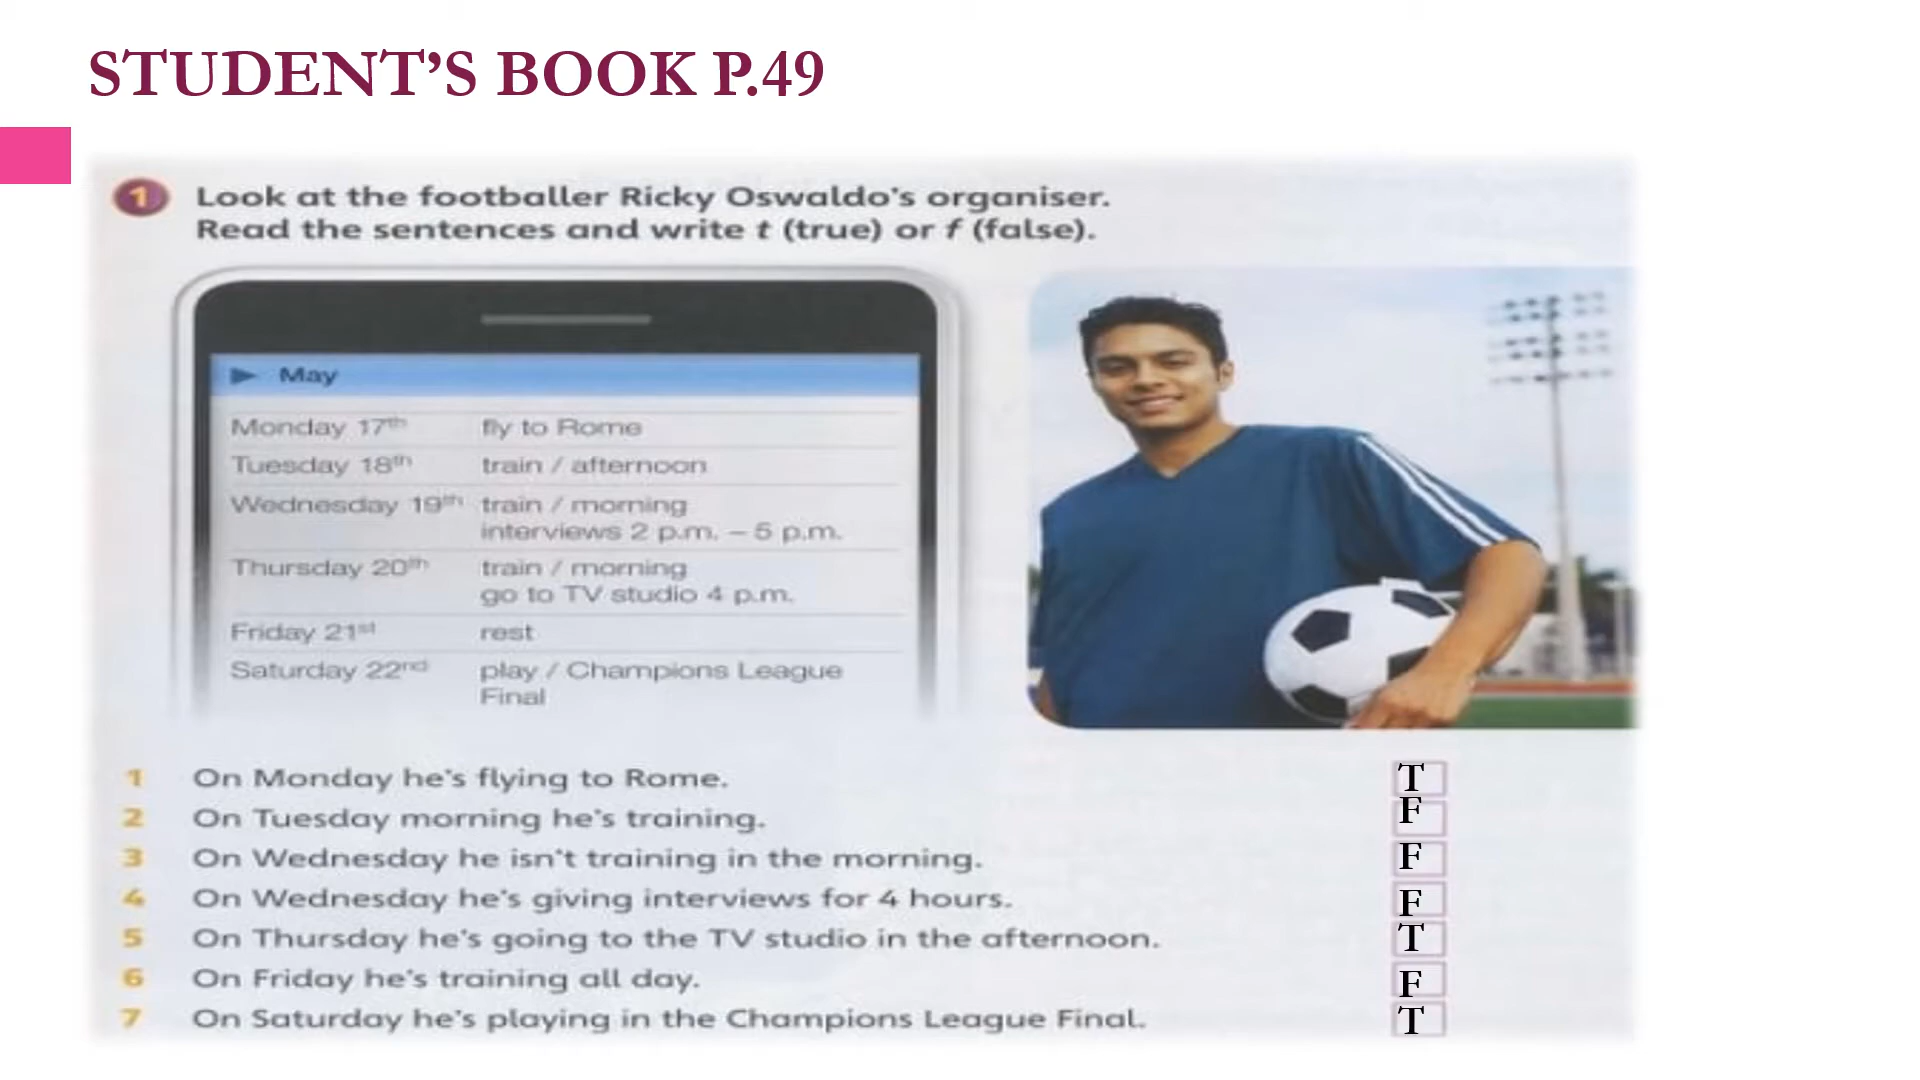 STUDENT'S BOOK P.49
1 Look at the footballer Ricky Oswaldo's organiser.
Read the sentences and write t (true) or f (false).
May
Monday 17th fly to Rome
Tuesday 18th train / afternoon
Wednesday 19th train / morning
interviews 2 p.m. – 5 p.m.
Thursday 20th train / morning
go to TV studio 4 p.m.
Friday 21st rest
Saturday 22nd play / Champions League
Final
1 On Monday he's flying to Rome. T
2 On Tuesday morning he's training. F
3 On Wednesday he isn't training in the morning. F
4 On Wednesday he's giving interviews for 4 hours. F
5 On Thursday he's going to the TV studio in the afternoon. T
6 On Friday he's training all day. F
7 On Saturday he's playing in the Champions League Final. T